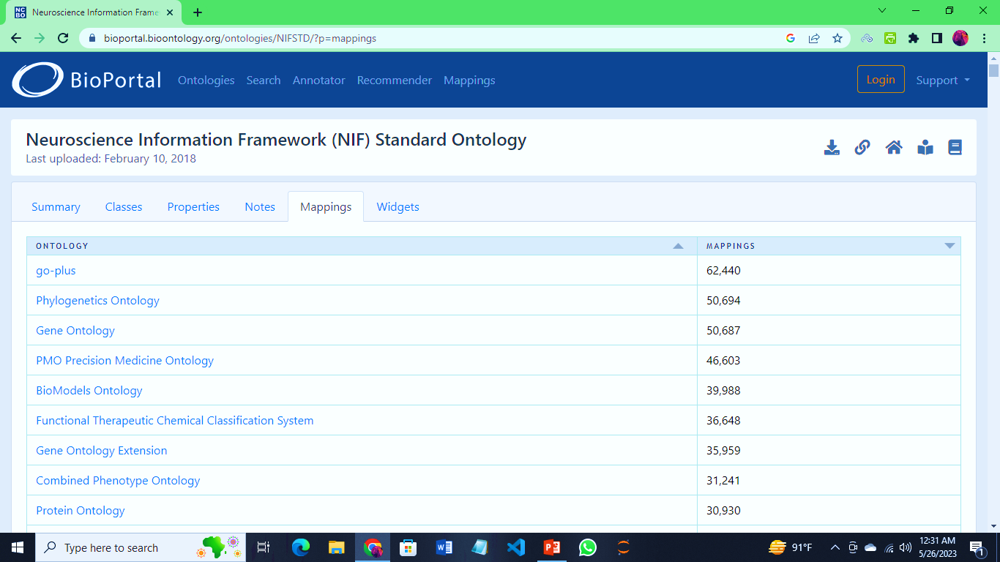 Neuroscience Information Frame
bioportal.bioontology.org/ontologies/NIFSTD/?p=mappings
BioPortal Ontologies Search Annotator Recommender Mappings Login Support
Neuroscience Information Framework (NIF) Standard Ontology
Last uploaded: February 10, 2018
Summary Classes Properties Notes Mappings Widgets
ONTOLOGY MAPPINGS
go-plus 62,440
Phylogenetics Ontology 50,694
Gene Ontology 50,687
PMO Precision Medicine Ontology 46,603
BioModels Ontology 39,988
Functional Therapeutic Chemical Classification System 36,648
Gene Ontology Extension 35,959
Combined Phenotype Ontology 31,241
Protein Ontology 30,930
Type here to search 91°F 12:31 AM
5/26/2023 1